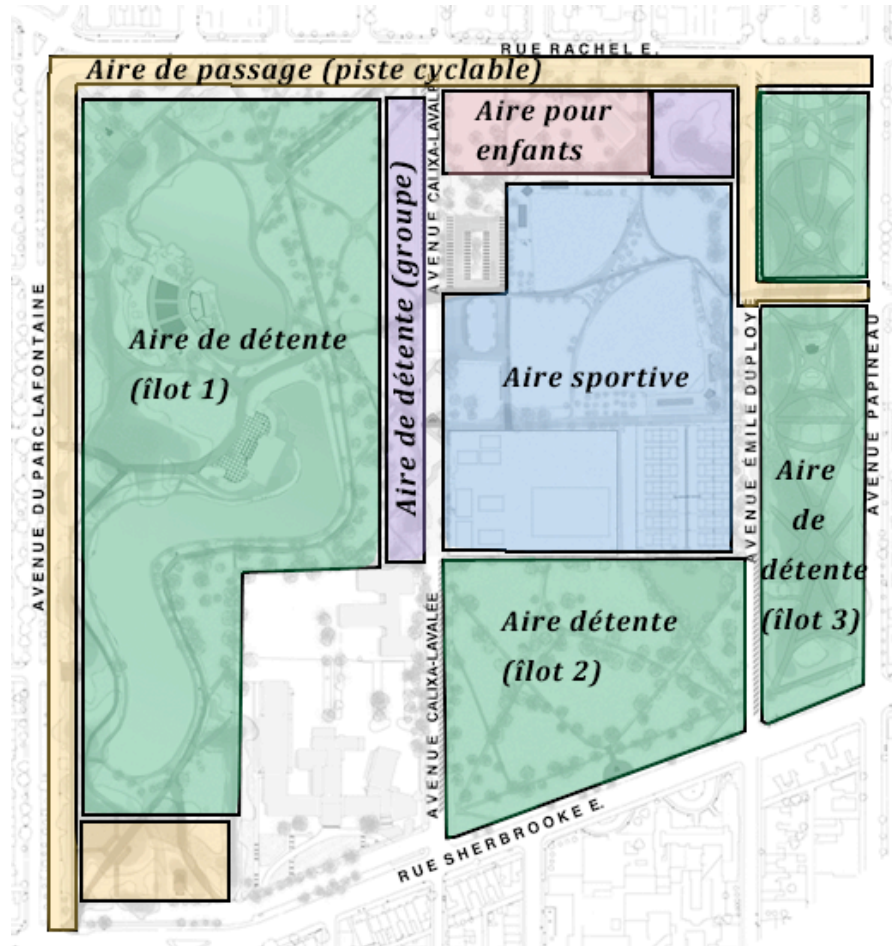 RUE RACHEL E.
Aire de passage (piste cyclable)
Aire pour
enfants
AVENUE CALIXA-LAVALÉE
Aire de détente (groupe)
AVENUE DU PARC LAFONTAINE
Aire de détente
(îlot 1)
Aire sportive
AVENUE ÉMILE DUPLOYÉ
AVENUE PAPINEAU
Aire
de
détente
(îlot 3)
Aire détente
(îlot 2)
AVENUE CALIXA-LAVALÉE
RUE SHERBROOKE E.